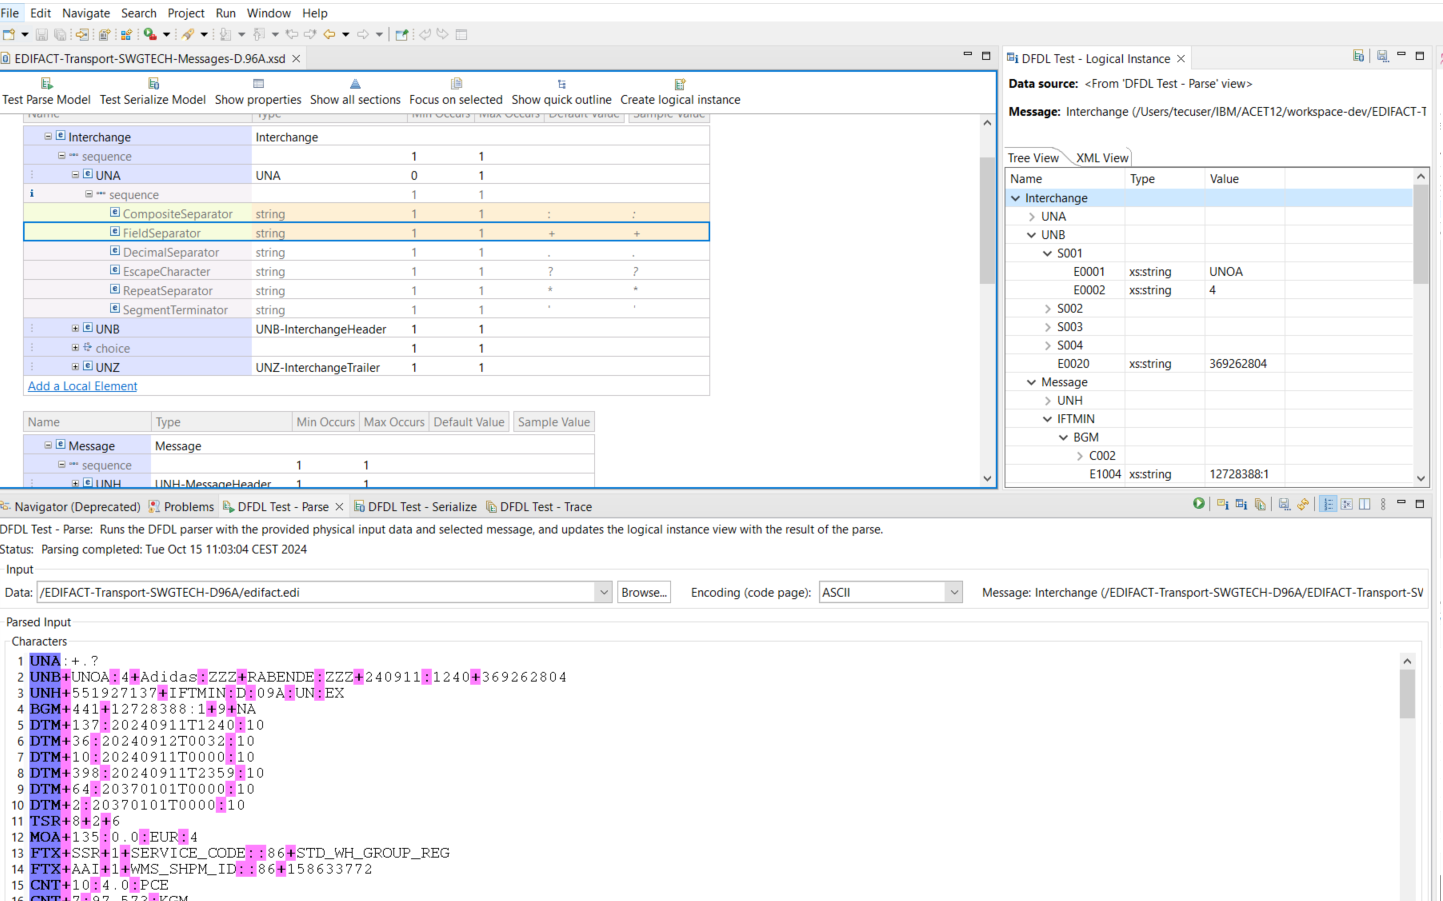 File Edit Navigate Search Project Run Window Help
EDIFACT-Transport-SWGTECH-Messages-D.96A.xsd
Test Parse Model Test Serialize Model Show properties Show all sections Focus on selected Show quick outline Create logical instance
Name Type Min Occurs Max Occurs Default Value Sample Value
Interchange Interchange
sequence 1 1
UNA UNA 0 1
sequence 1 1
CompositeSeparator string 1 1 : :
FieldSeparator string 1 1 + +
DecimalSeparator string 1 1 . .
EscapeCharacter string 1 1 ? ?
RepeatSeparator string 1 1 * *
SegmentTerminator string 1 1 ' '
UNB UNB-InterchangeHeader 1 1
choice 1 1
UNZ UNZ-InterchangeTrailer 1 1
Add a Local Element
Name Type Min Occurs Max Occurs Default Value Sample Value
Message Message
sequence 1 1
UNH UNH-MessageHeader 1 1
DFDL Test - Logical Instance
Data source: <From 'DFDL Test - Parse' view>
Message: Interchange (/Users/tecuser/IBM/ACET12/workspace-dev/EDIFACT-T
Tree View XML View
Name Type Value
Interchange
UNA
UNB
S001
E0001 xs:string UNOA
E0002 xs:string 4
S002
S003
S004
E0020 xs:string 369262804
Message
UNH
IFTMIN
BGM
C002
E1004 xs:string 12728388:1
Navigator (Deprecated) Problems DFDL Test - Parse DFDL Test - Serialize DFDL Test - Trace
DFDL Test - Parse: Runs the DFDL parser with the provided physical input data and selected message, and updates the logical instance view with the result of the parse.
Status: Parsing completed: Tue Oct 15 11:03:04 CEST 2024
Input
Data: /EDIFACT-Transport-SWGTECH-D96A/edifact.edi Browse... Encoding (code page): ASCII Message: Interchange (/EDIFACT-Transport-SWGTECH-D96A/EDIFACT-Transport-SV
Parsed Input
Characters
1 UNA:+.?
2 UNB+UNOA:4+Adidas:ZZZ+RABENDE:ZZZ+240911:1240+369262804
3 UNH+551927137+IFTMIN:D:09A:UN:EX
4 BGM+441+12728388:1+9+NA
5 DTM+137:20240911T1240:10
6 DTM+36:20240912T0032:10
7 DTM+10:20240911T0000:10
8 DTM+398:20240911T2359:10
9 DTM+64:20370101T0000:10
10 DTM+2:20370101T0000:10
11 TSR+8+2+6
12 MOA+135:0.0:EUR:4
13 FTX+SSR+1+SERVICE_CODE::86+STD_WH_GROUP_REG
14 FTX+AAI+1+WMS_SHPM_ID::86+158633772
15 CNT+10:4.0:PCE
16 CNT+7:97.573:KGM